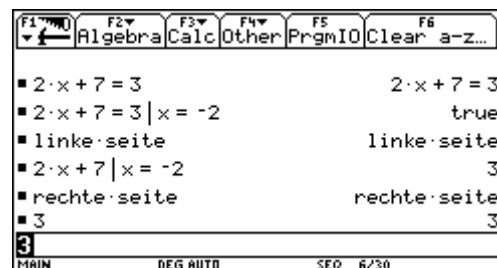 F1 F2 F3 F4 F5 F6
Algebra Calc Other PrgmIO Clear a-z…
▪ 2·x + 7 = 3 2·x + 7 = 3
▪ 2·x + 7 = 3 | x = ⁻2 true
▪ linke·seite linke·seite
▪ 2·x + 7 | x = ⁻2 3
▪ rechte·seite rechte·seite
▪ 3 3
3
MAIN DEG AUTO SEQ 6/30